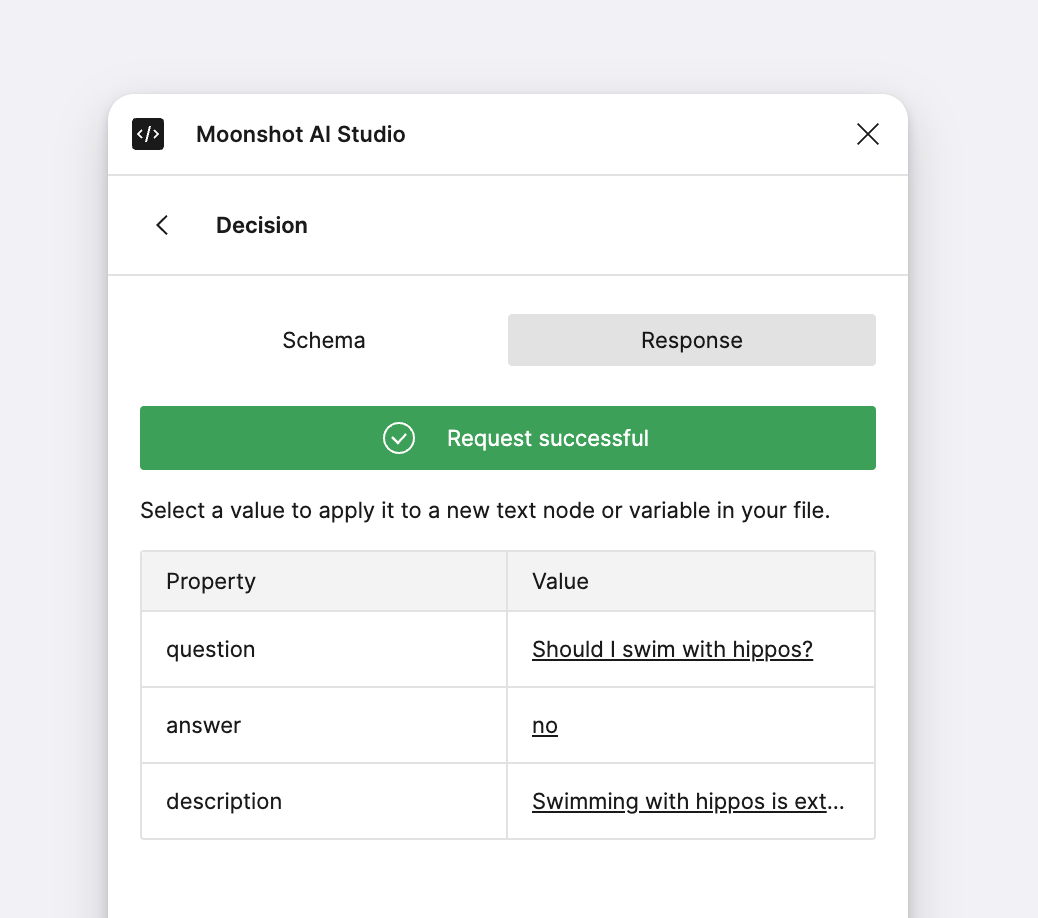 </>
Moonshot AI Studio
Decision
Schema Response
Request successful
Select a value to apply it to a new text node or variable in your file.
Property Value
question Should I swim with hippos?
answer no
description Swimming with hippos is ext...